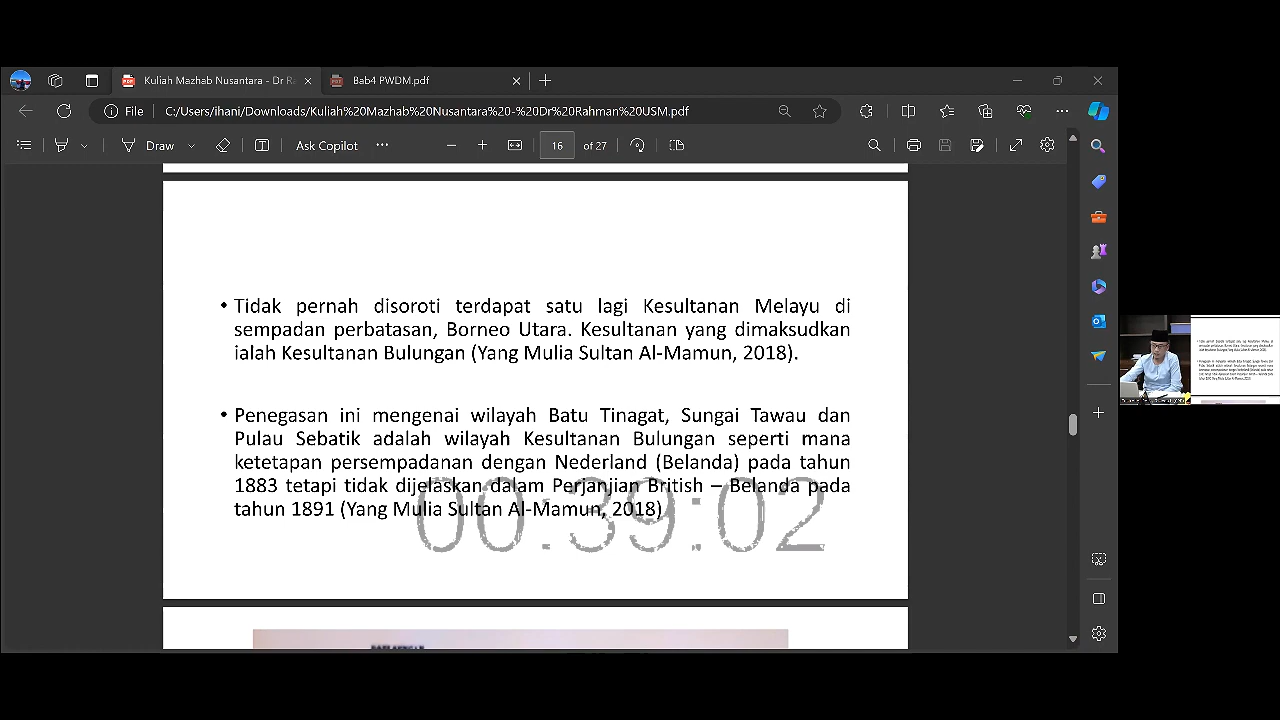 Kuliah Mazhab Nusantara - Dr Ra
Bab4 PWDM.pdf
File
C:/Users/ihani/Downloads/Kuliah%20Mazhab%20Nusantara%20-%20Dr%20Rahman%20USM.pdf
Draw
Ask Copilot
16 of 27
• Tidak pernah disoroti terdapat satu lagi Kesultanan Melayu di
sempadan perbatasan, Borneo Utara. Kesultanan yang dimaksudkan
ialah Kesultanan Bulungan (Yang Mulia Sultan Al-Mamun, 2018).
• Penegasan ini mengenai wilayah Batu Tinagat, Sungai Tawau dan
Pulau Sebatik adalah wilayah Kesultanan Bulungan seperti mana
ketetapan persempadanan dengan Nederland (Belanda) pada tahun
1883 tetapi tidak dijelaskan dalam Perjanjian British – Belanda pada
tahun 1891 (Yang Mulia Sultan Al-Mamun, 2018)
00:39:02